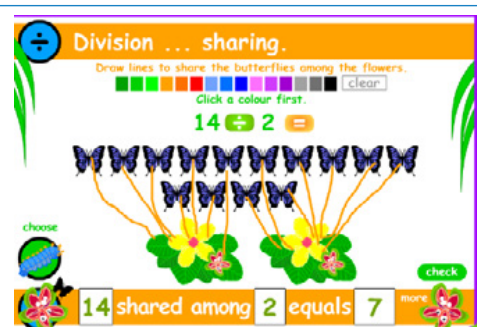 ÷ Division ... sharing.
Draw lines to share the butterflies among the flowers.
clear
Click a colour first.
14 ÷ 2 =
choose
check
14 shared among 2 equals 7
more